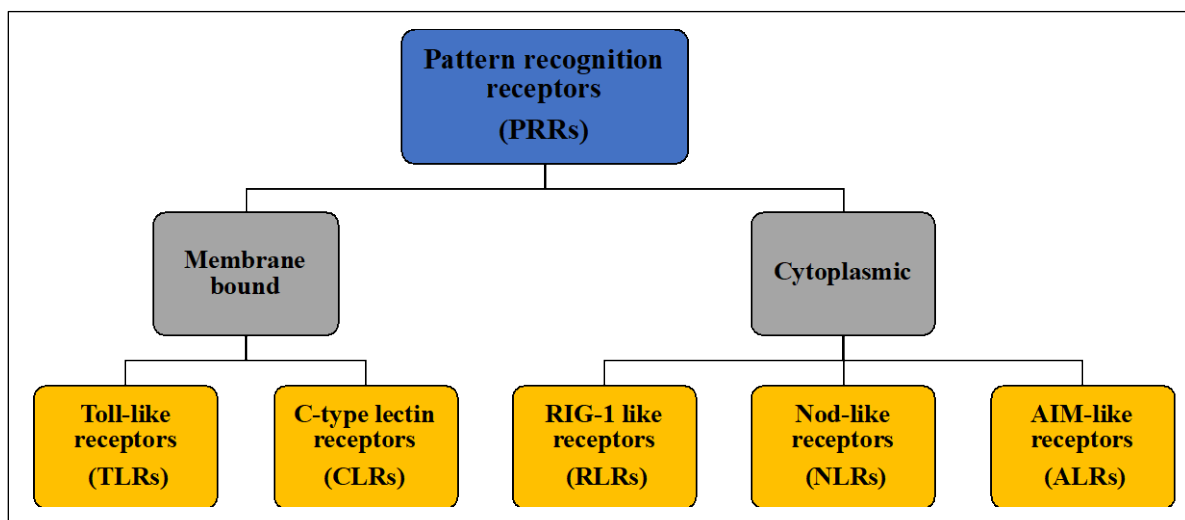 Pattern recognition
receptors
(PRRs)
Membrane
bound
Cytoplasmic
Toll-like
receptors
(TLRs)
C-type lectin
receptors
(CLRs)
RIG-1 like
receptors
(RLRs)
Nod-like
receptors
(NLRs)
AIM-like
receptors
(ALRs)